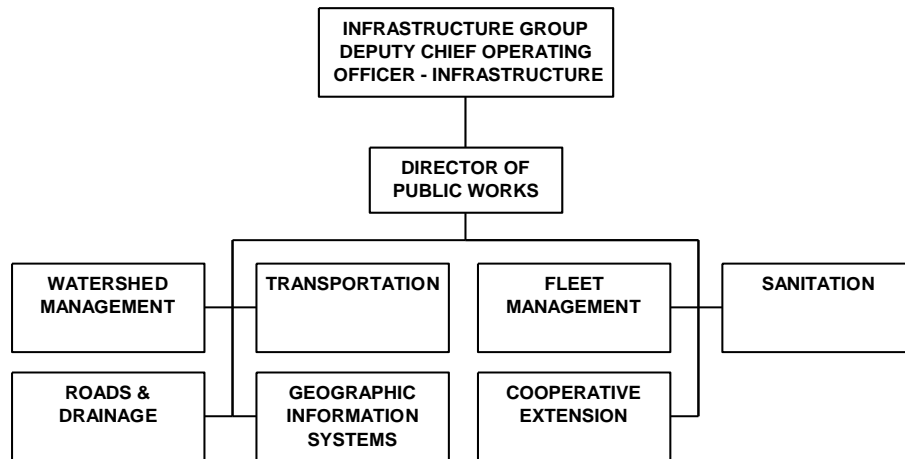 INFRASTRUCTURE GROUP
DEPUTY CHIEF OPERATING
OFFICER - INFRASTRUCTURE
DIRECTOR OF
PUBLIC WORKS
WATERSHED
MANAGEMENT
TRANSPORTATION
FLEET
MANAGEMENT
SANITATION
ROADS &
DRAINAGE
GEOGRAPHIC
INFORMATION
SYSTEMS
COOPERATIVE
EXTENSION